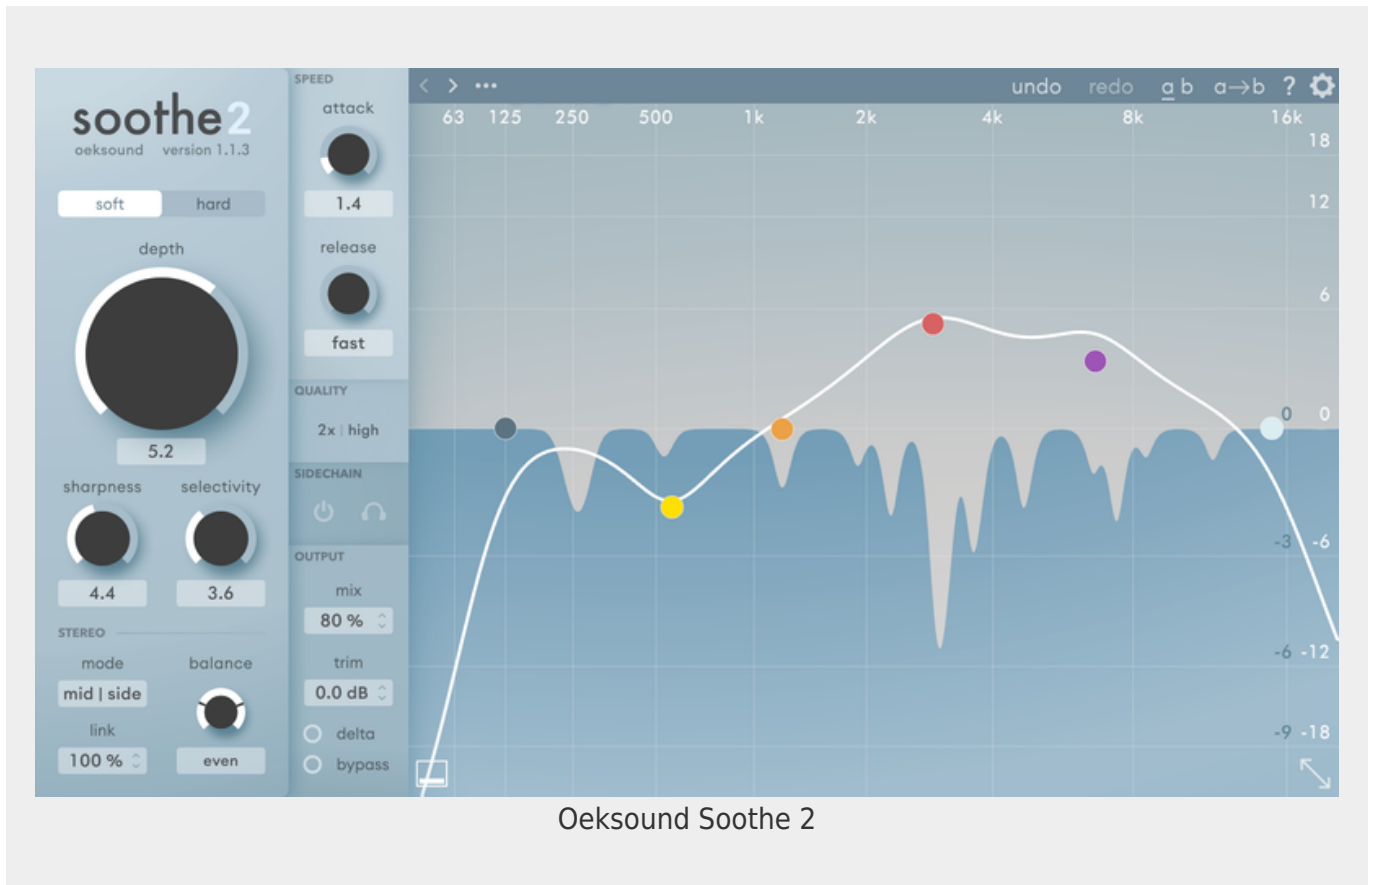 soothe2
oeksound version 1.1.3
soft hard
depth
5.2
sharpness selectivity
4.4 3.6
STEREO
mode balance
mid | side
link
100 % even
SPEED
attack
1.4
release
fast
QUALITY
2x | high
SIDECHAIN
OUTPUT
mix
80 %
trim
0.0 dB
delta
bypass
< > ••• undo redo a b a→b ?
63 125 250 500 1k 2k 4k 8k 16k
18
12
6
0 0
-3 -6
-6 -12
-9 -18
Oeksound Soothe 2